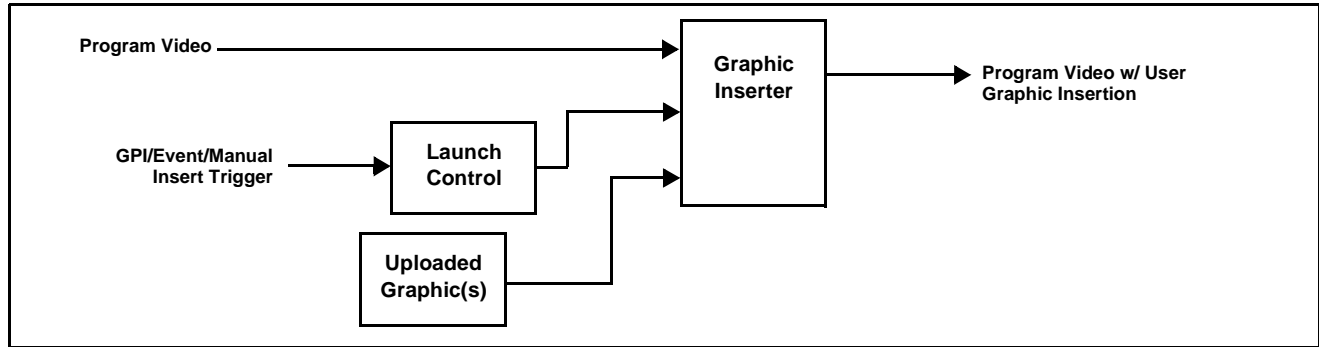 Program Video
Graphic
Inserter
Program Video w/ User
Graphic Insertion
GPI/Event/Manual
Insert Trigger
Launch
Control
Uploaded
Graphic(s)